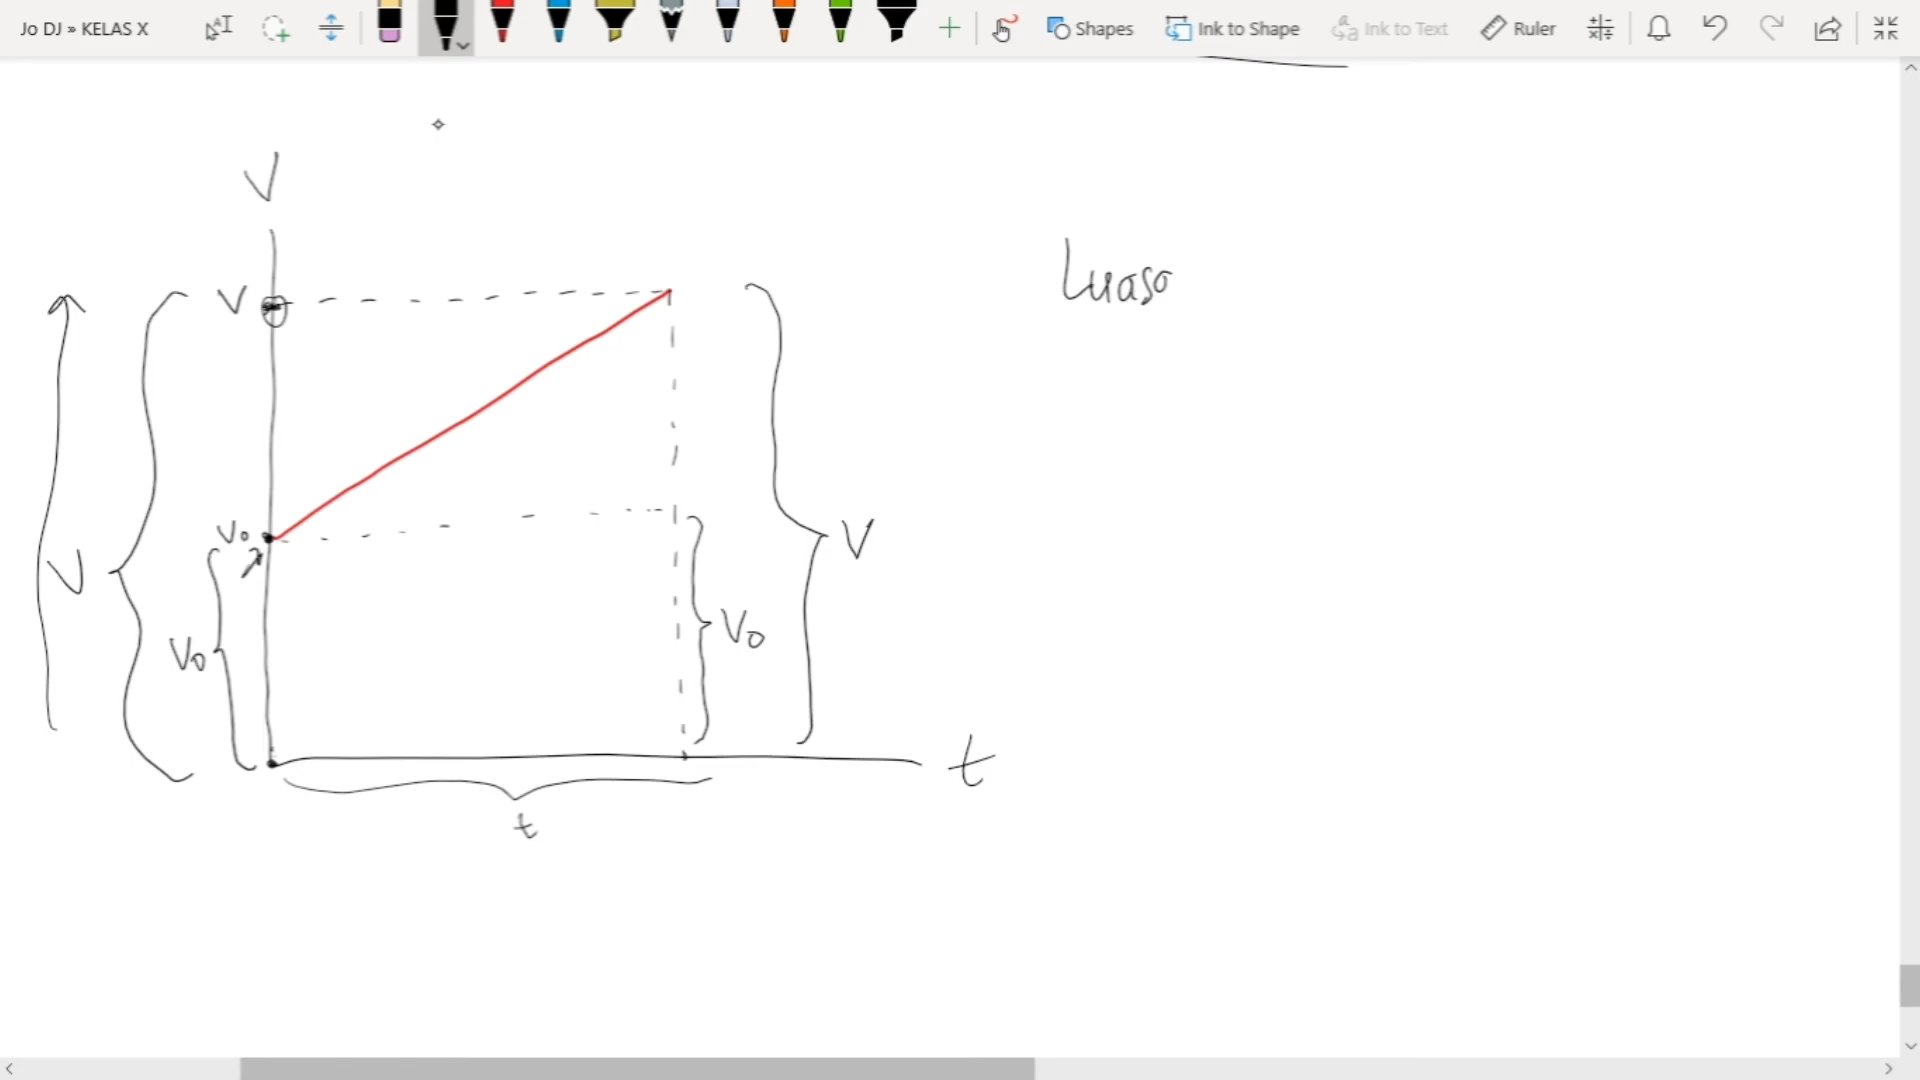 Jo DJ » KELAS X
Shapes
Ink to Shape
Ink to Text
Ruler
V
Luaso
V
V
V0
V
V0
V0
t
t